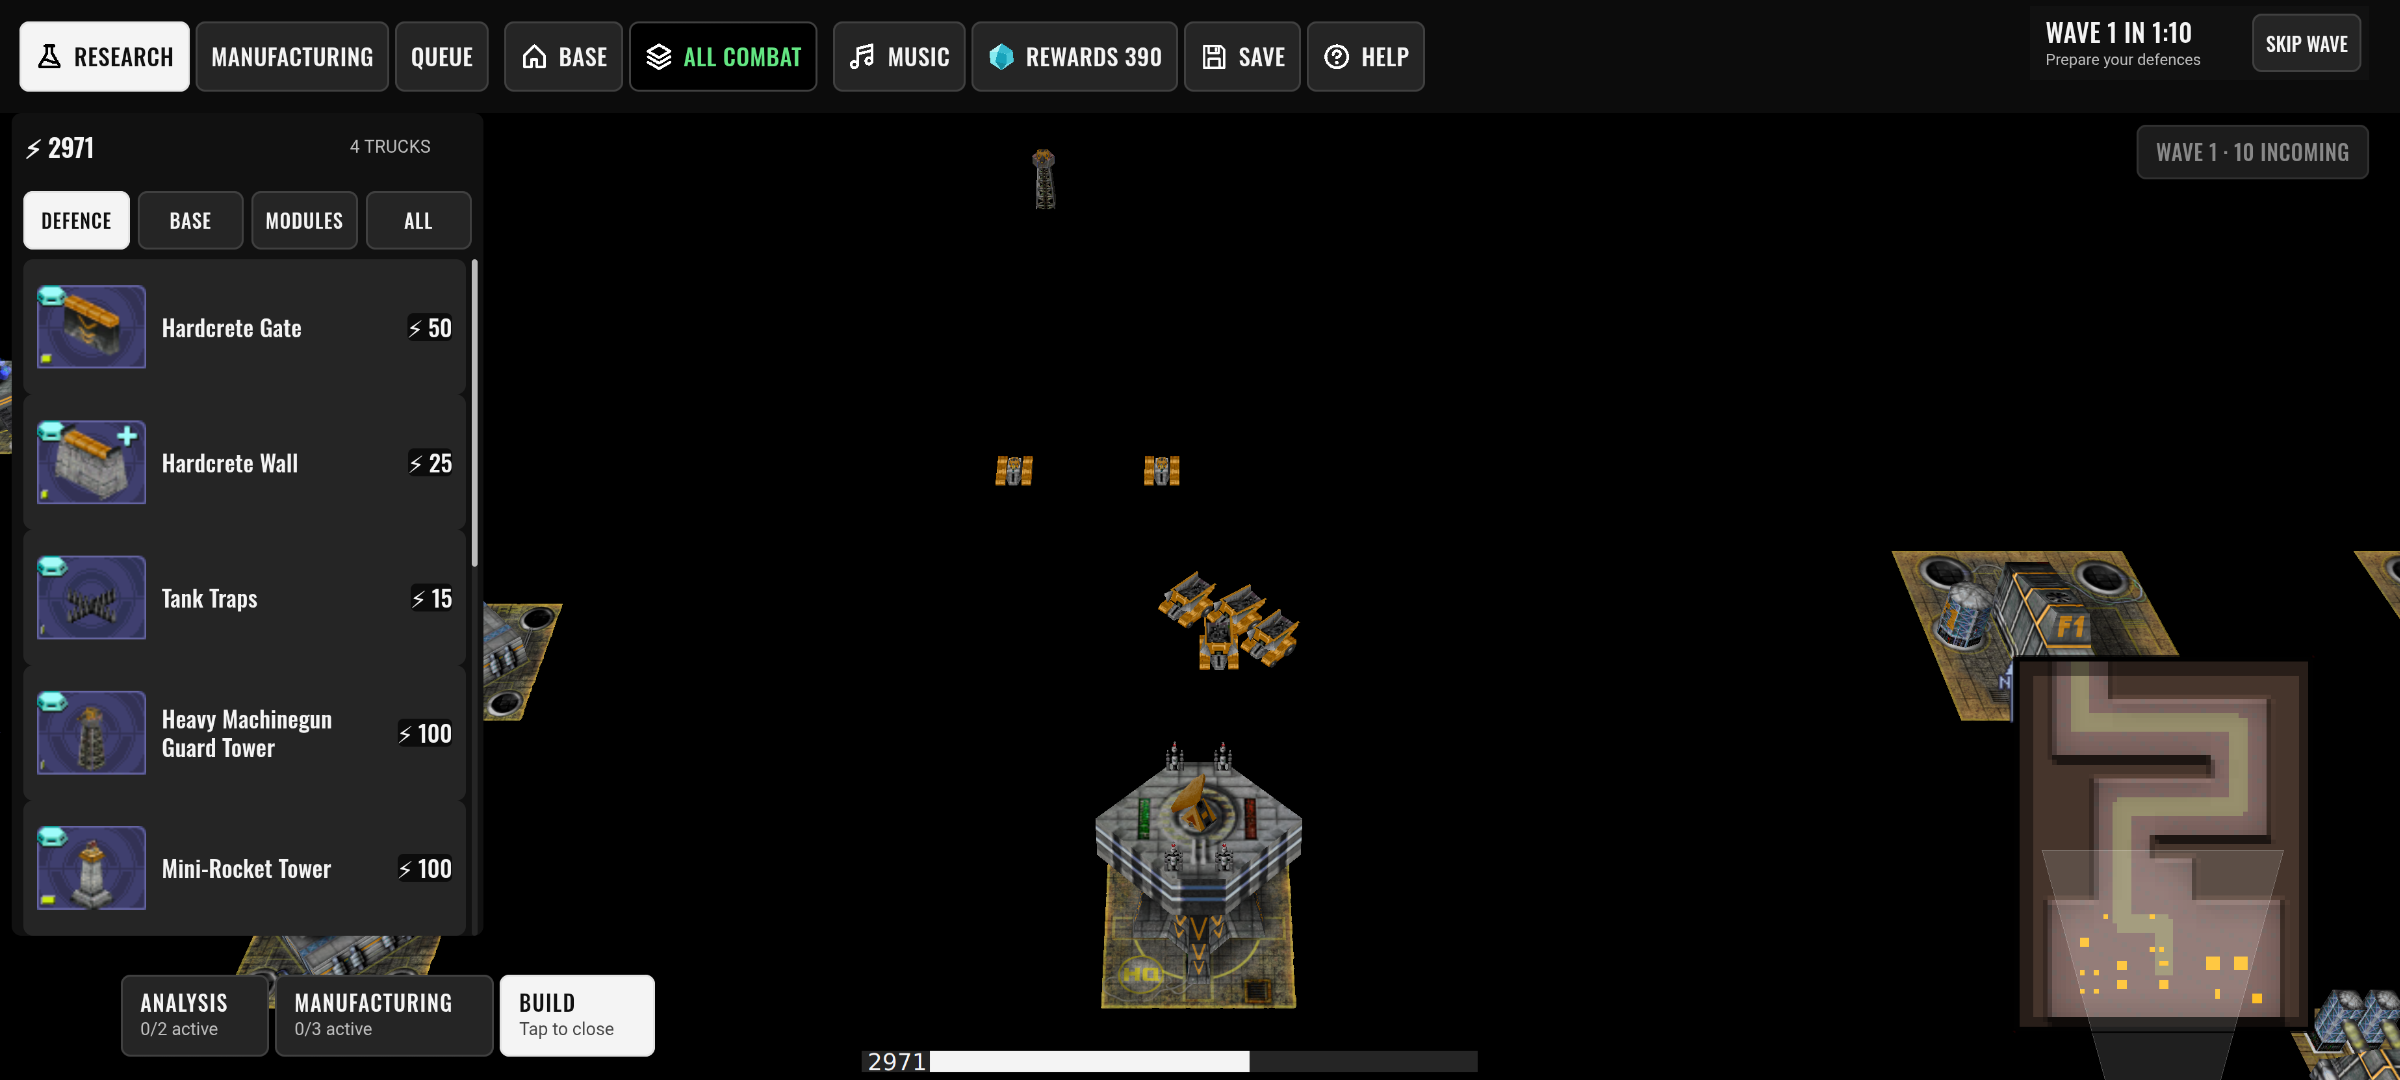 RESEARCH
MANUFACTURING
QUEUE
BASE
ALL COMBAT
MUSIC
REWARDS 390
SAVE
HELP
WAVE 1 IN 1:10
Prepare your defences
SKIP WAVE
WAVE 1 · 10 INCOMING
2971
4 TRUCKS
DEFENCE
BASE
MODULES
ALL
Hardcrete Gate
50
Hardcrete Wall
25
Tank Traps
15
Heavy Machinegun
Guard Tower
100
Mini-Rocket Tower
100
F1
N
HQ
ANALYSIS
0/2 active
MANUFACTURING
0/3 active
BUILD
Tap to close
2971